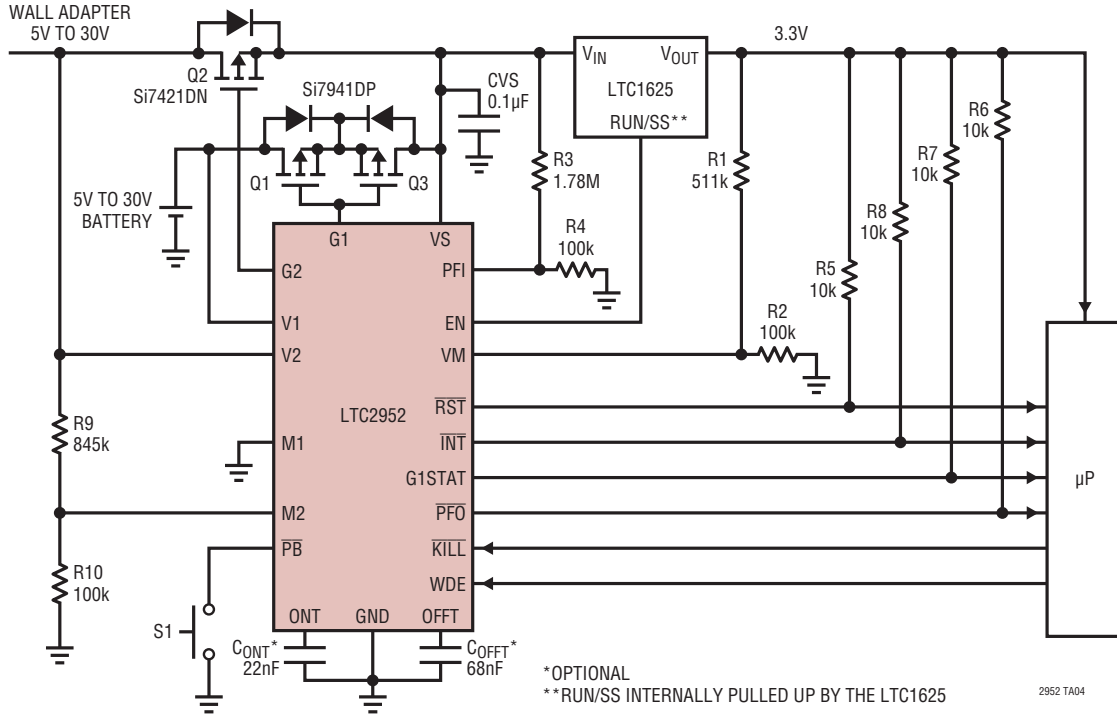 WALL ADAPTER
5V TO 30V
Q2
Si7421DN
Si7941DP
CVS
0.1µF
VIN
VOUT
LTC1625
RUN/SS**
3.3V
R6
10k
R7
10k
R3
1.78M
R1
511k
Q1
Q3
5V TO 30V
BATTERY
R8
10k
R4
100k
G1
VS
R5
10k
G2
PFI
R2
100k
V1
EN
V2
VM
LTC2952
RST
R9
845k
M1
INT
G1STAT
µP
M2
PFO
PB
KILL
R10
100k
WDE
S1
ONT
GND
OFFT
CONT*
22nF
COFFT*
68nF
*OPTIONAL
**RUN/SS INTERNALLY PULLED UP BY THE LTC1625
2952 TA04